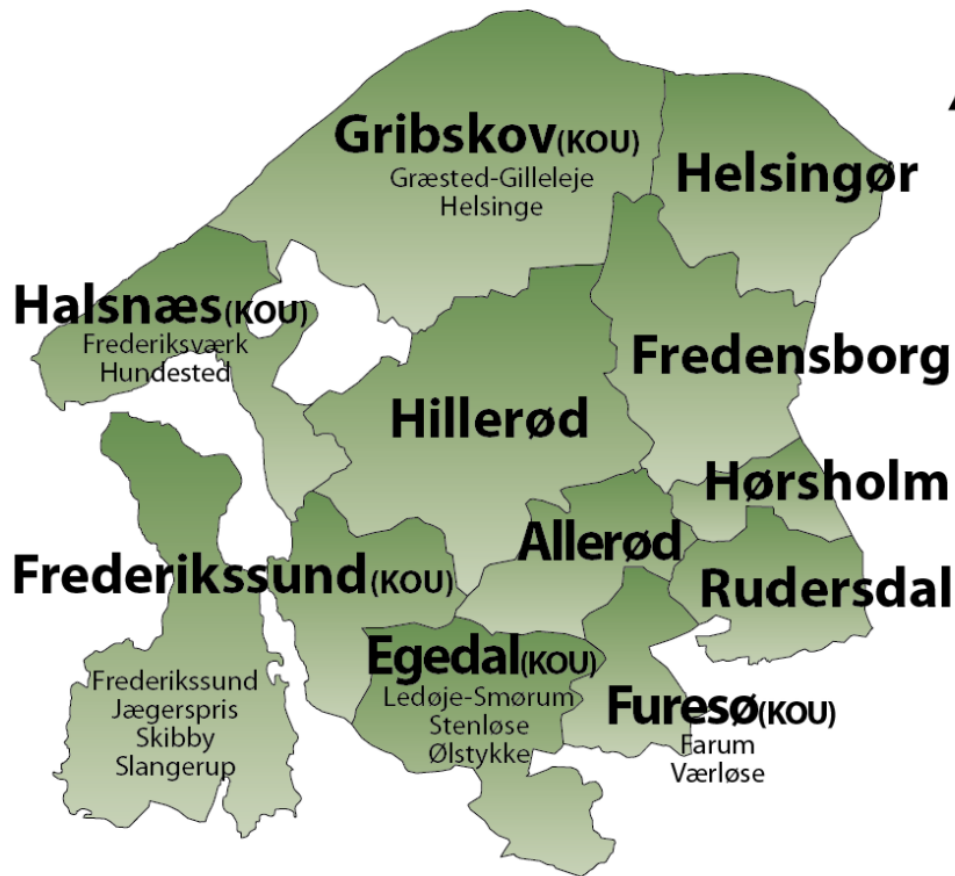 Gribskov(KOU)
Græsted-Gilleleje
Helsinge
Helsingør
Halsnæs(KOU)
Frederiksværk
Hundested
Fredensborg
Hillerød
Hørsholm
Allerød
Frederikssund(KOU)
Rudersdal
Egedal(KOU)
Ledøje-Smørum
Stenløse
Ølstykke
Frederikssund
Jægerspris
Skibby
Slangerup
Furesø(KOU)
Farum
Værløse